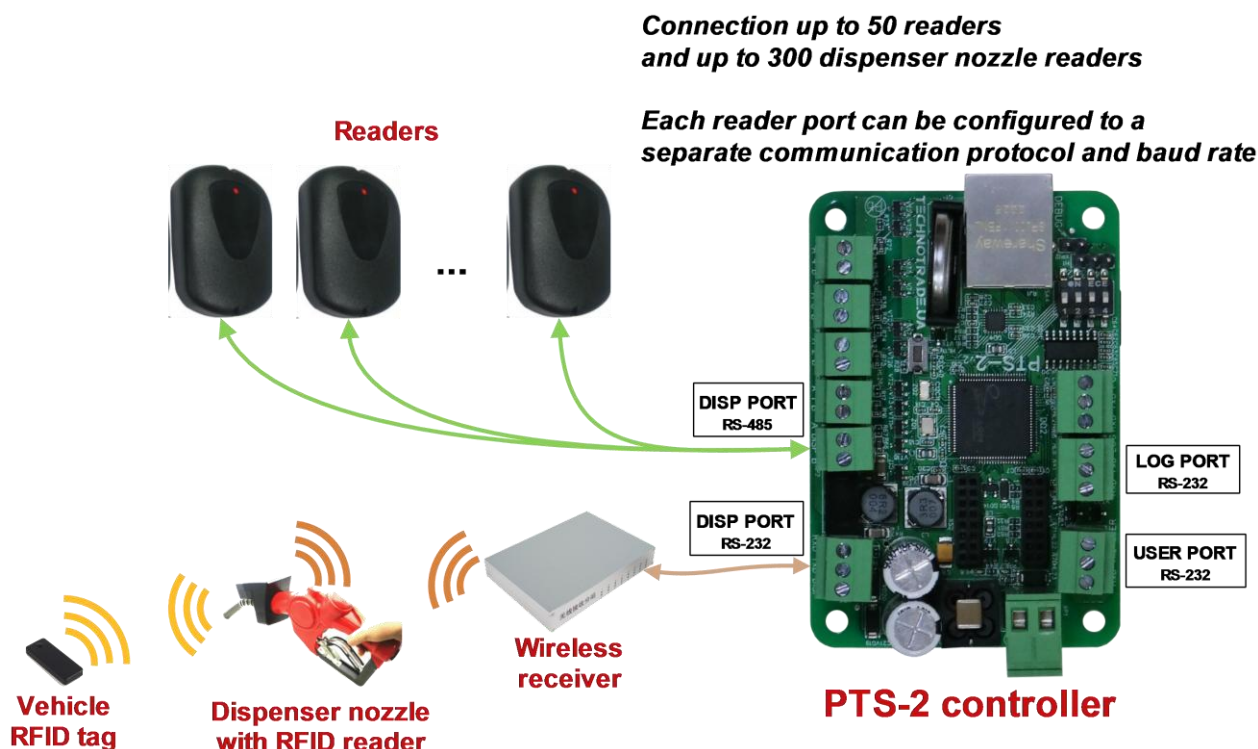 Connection up to 50 readers
and up to 300 dispenser nozzle readers
Each reader port can be configured to a
separate communication protocol and baud rate
Readers
...
DISP PORT
RS-485
DISP PORT
RS-232
LOG PORT
RS-232
USER PORT
RS-232
TECHNOTRADE.UA
PTS-2
DEBUG
Shareway
Wireless
receiver
Vehicle
RFID tag
Dispenser nozzle
with RFID reader
PTS-2 controller